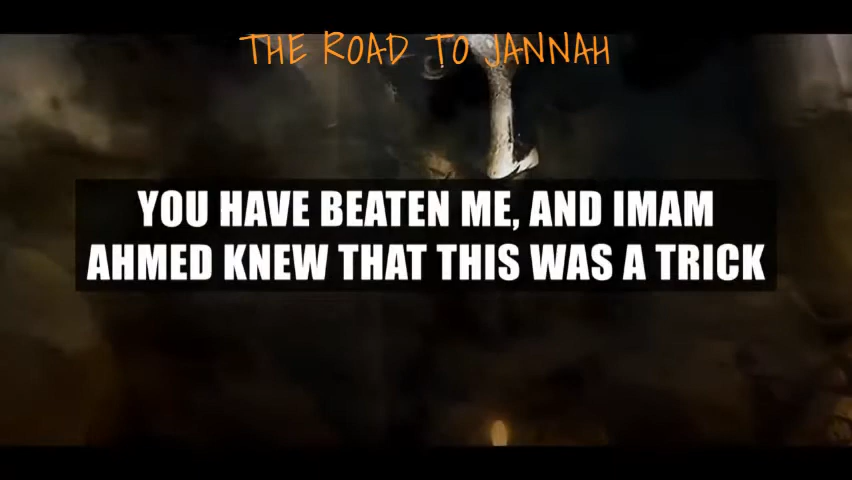 THE ROAD TO JANNAH
YOU HAVE BEATEN ME, AND IMAM
AHMED KNEW THAT THIS WAS A TRICK